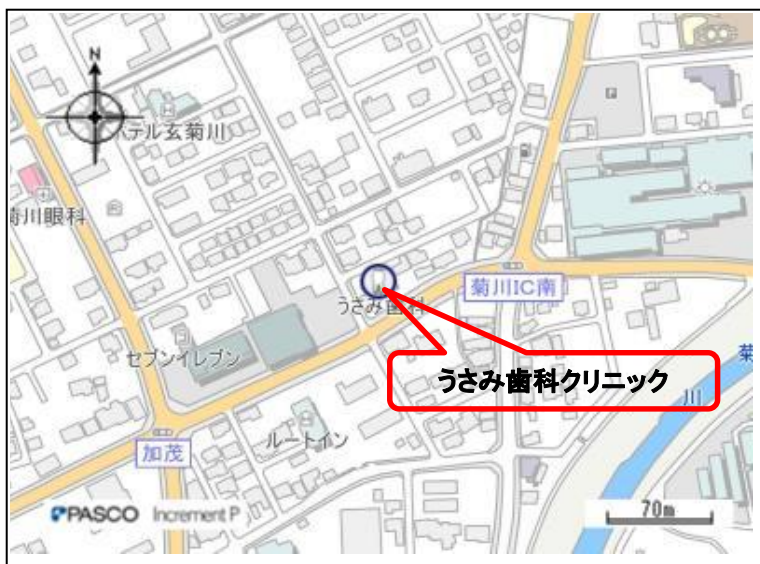 N
ホテル玄菊川
菊川眼科
P
うさみ歯科
菊川IC南
うさみ歯科クリニック
セブンイレブン
菊
川
ルートイン
加茂
PASCO Increment P
70m